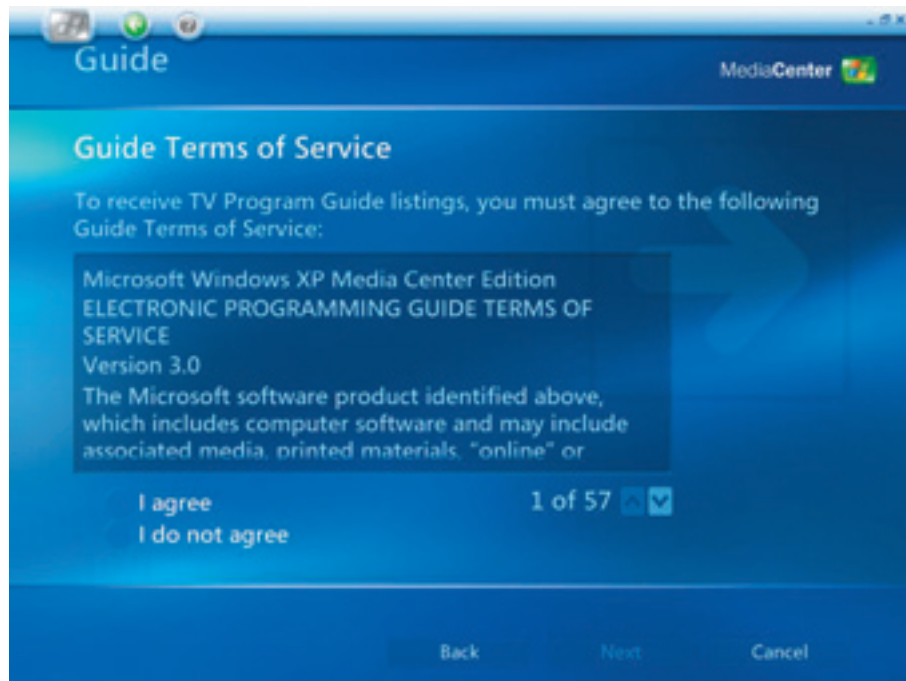 Guide
MediaCenter
Guide Terms of Service
To receive TV Program Guide listings, you must agree to the following
Guide Terms of Service:
Microsoft Windows XP Media Center Edition
ELECTRONIC PROGRAMMING GUIDE TERMS OF
SERVICE
Version 3.0
The Microsoft software product identified above,
which includes computer software and may include
associated media, printed materials, "online" or
I agree
1 of 57
I do not agree
Back
Next
Cancel